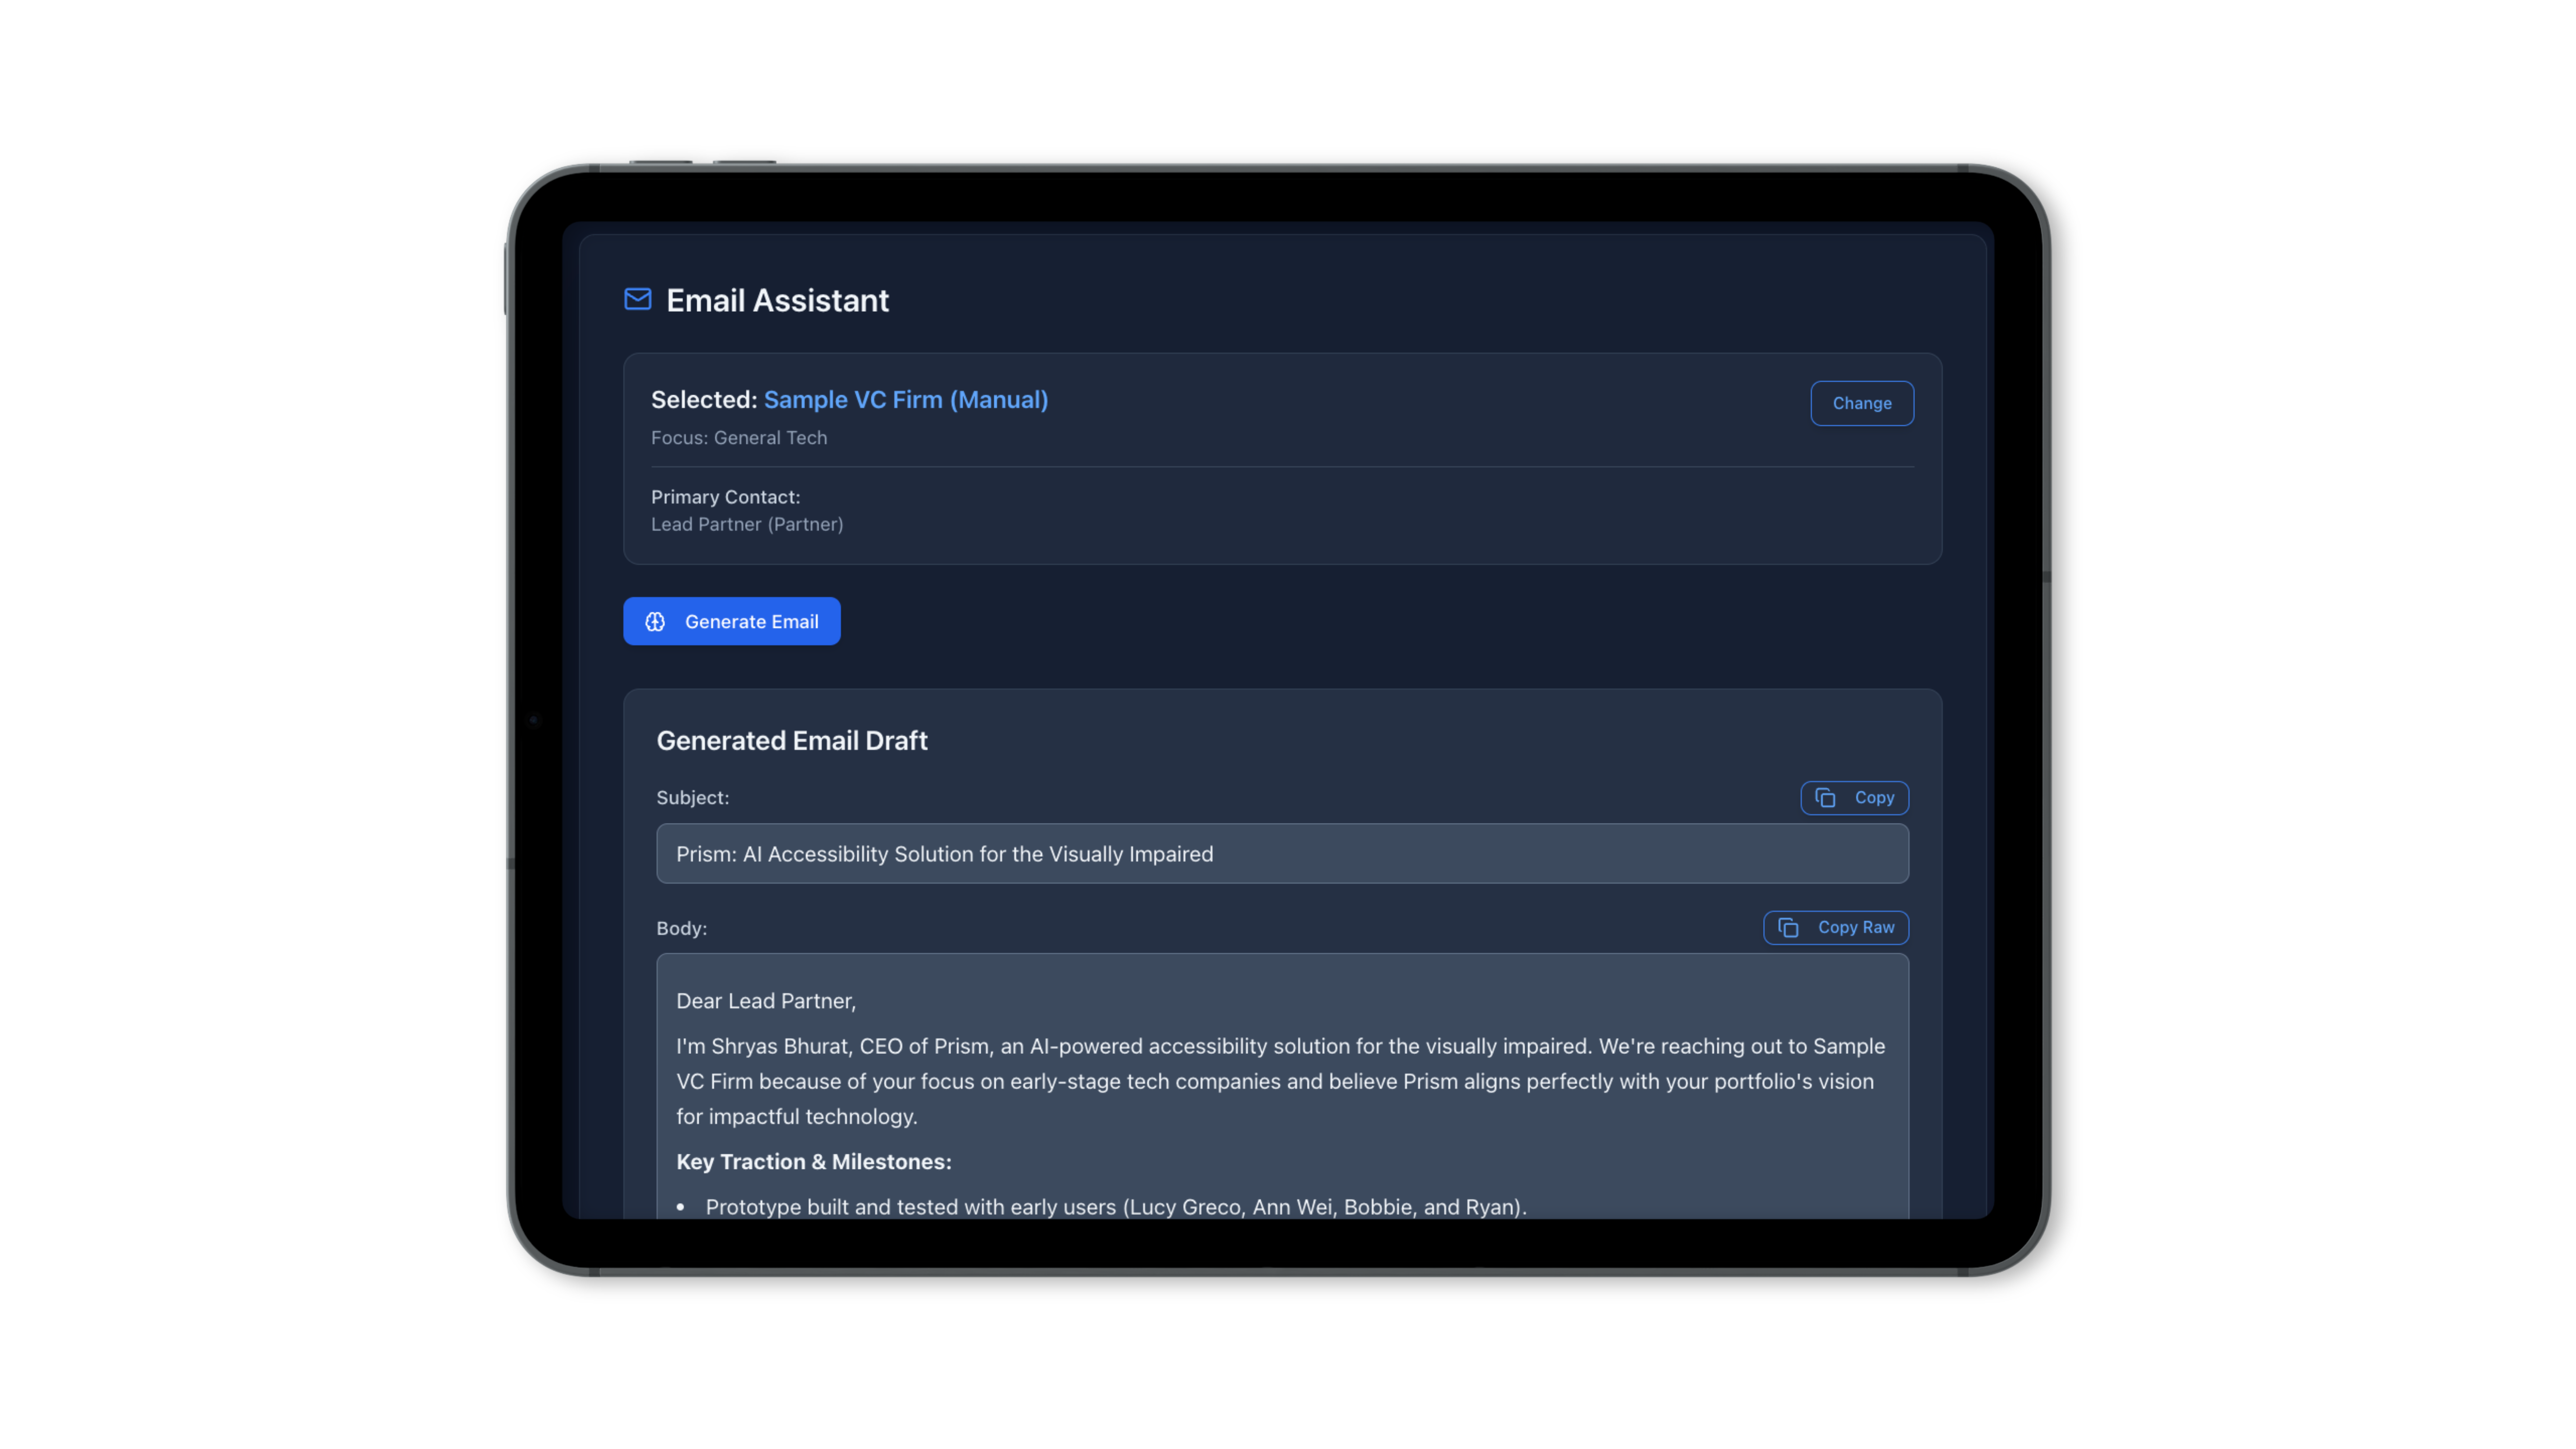 Email Assistant
Selected: Sample VC Firm (Manual)
Change
Focus: General Tech
Primary Contact:
Lead Partner (Partner)
Generate Email
Generated Email Draft
Subject:
Copy
Prism: AI Accessibility Solution for the Visually Impaired
Body:
Copy Raw
Dear Lead Partner,
I'm Shryas Bhurat, CEO of Prism, an AI-powered accessibility solution for the visually impaired. We're reaching out to Sample
VC Firm because of your focus on early-stage tech companies and believe Prism aligns perfectly with your portfolio's vision
for impactful technology.
Key Traction & Milestones:
• Prototype built and tested with early users (Lucy Greco, Ann Wei, Bobbie, and Ryan).